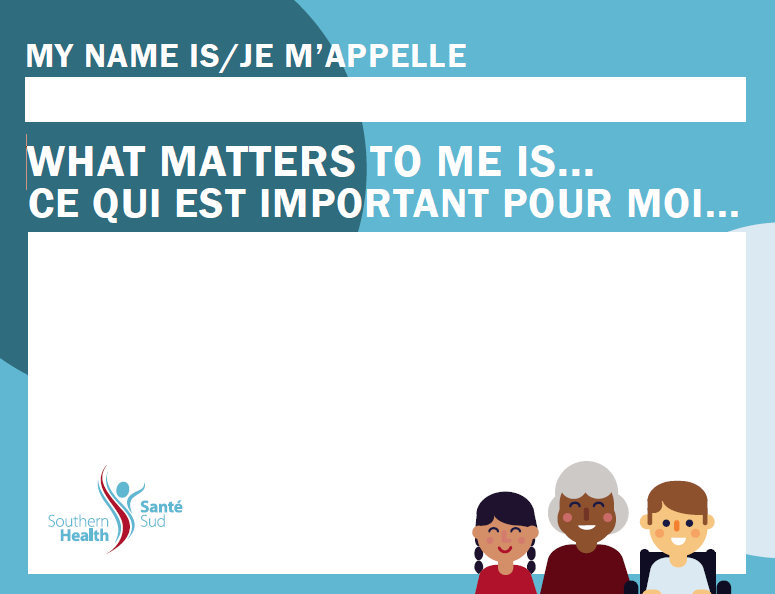 MY NAME IS/JE M'APPELLE
WHAT MATTERS TO ME IS...
CE QUI EST IMPORTANT POUR MOI...
Southern Health
Santé Sud